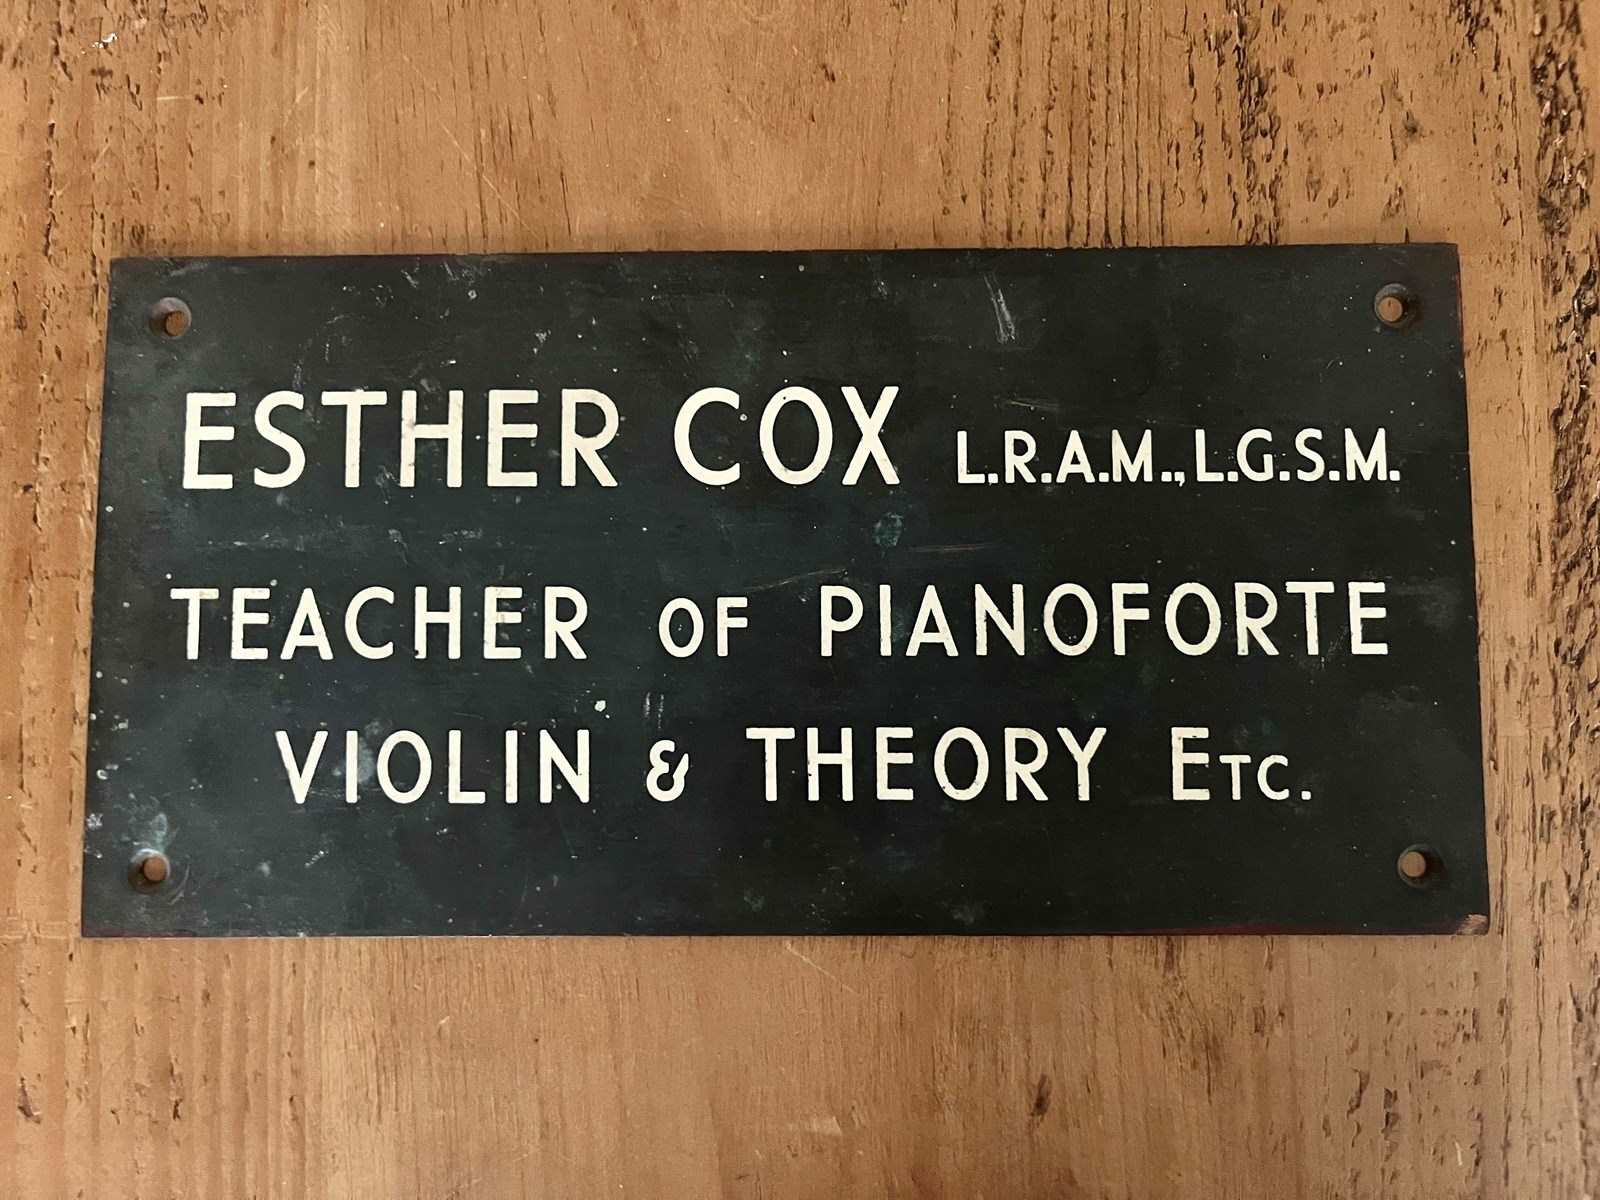 ESTHER COX L.R.A.M.., L.G.S.M.
TEACHER OF PIANOFORTE
VIOLIN & THEORY ETC.